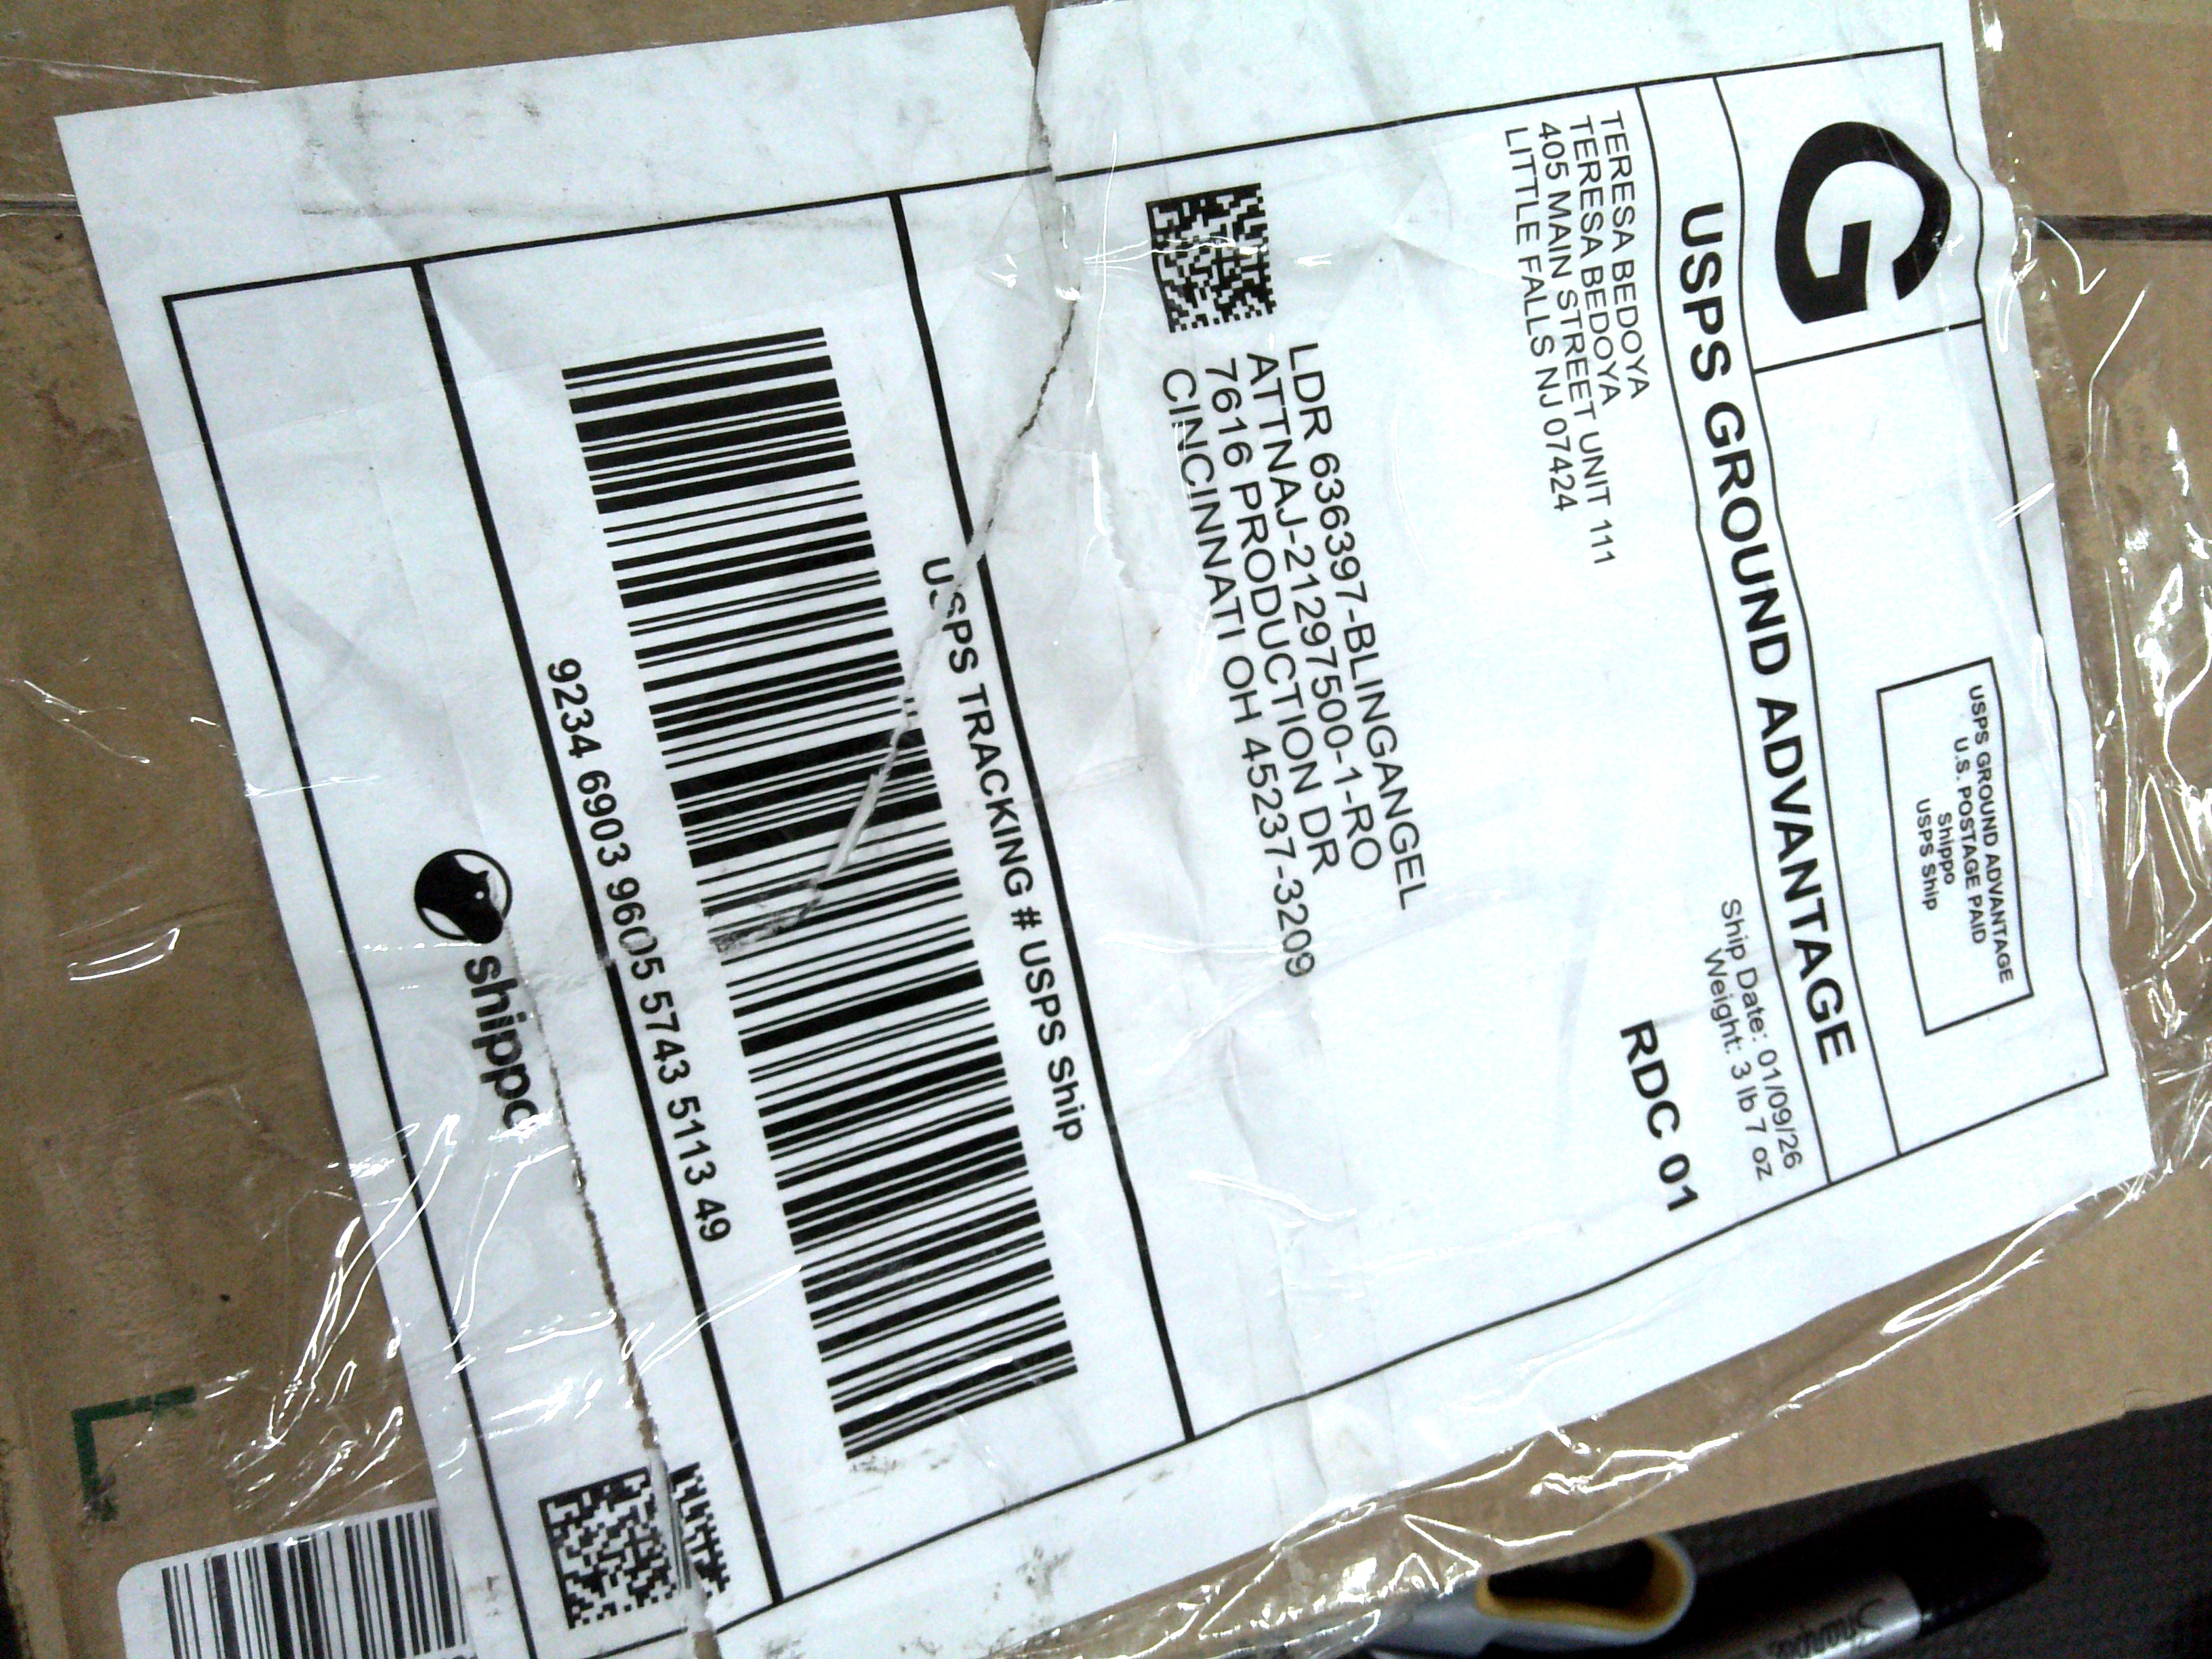 G
USPS GROUND ADVANTAGE
U.S. POSTAGE PAID
Shippo
USPS Ship
USPS GROUND ADVANTAGE
TERESA BEDOYA
TERESA BEDOYA
405 MAIN STREET UNIT 111
LITTLE FALLS NJ 07424
Ship Date: 01/09/26
Weight: 3 lb 7 oz
RDC 01
LDR 636397-BLINGANGEL
ATTNAJ-212975500-1-RO
7616 PRODUCTION DR
CINCINNATI OH 45237-3209
USPS TRACKING # USPS Ship
9234 6903 9605 5743 5113 49
shippo
Sharpie